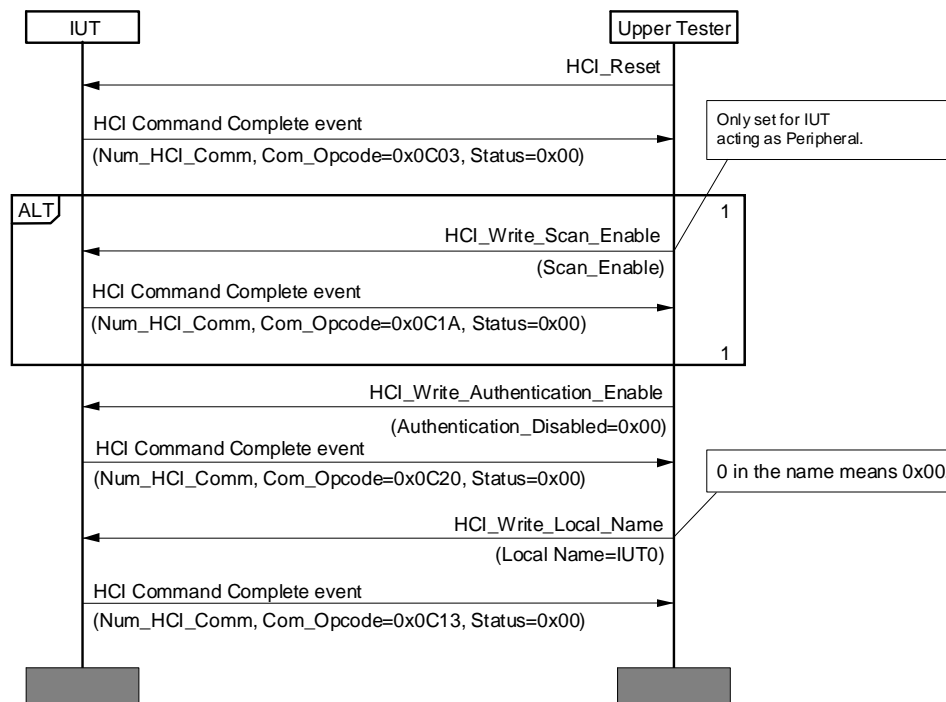 IUT
Upper Tester
HCI_Reset
HCI Command Complete event
(Num_HCI_Comm, Com_Opcode=0x0C03, Status=0x00)
Only set for IUT
acting as Peripheral.
ALT
1
HCI_Write_Scan_Enable
(Scan_Enable)
HCI Command Complete event
(Num_HCI_Comm, Com_Opcode=0x0C1A, Status=0x00)
1
HCI_Write_Authentication_Enable
(Authentication_Disabled=0x00)
HCI Command Complete event
(Num_HCI_Comm, Com_Opcode=0x0C20, Status=0x00)
0 in the name means 0x00
HCI_Write_Local_Name
(Local Name=IUT0)
HCI Command Complete event
(Num_HCI_Comm, Com_Opcode=0x0C13, Status=0x00)